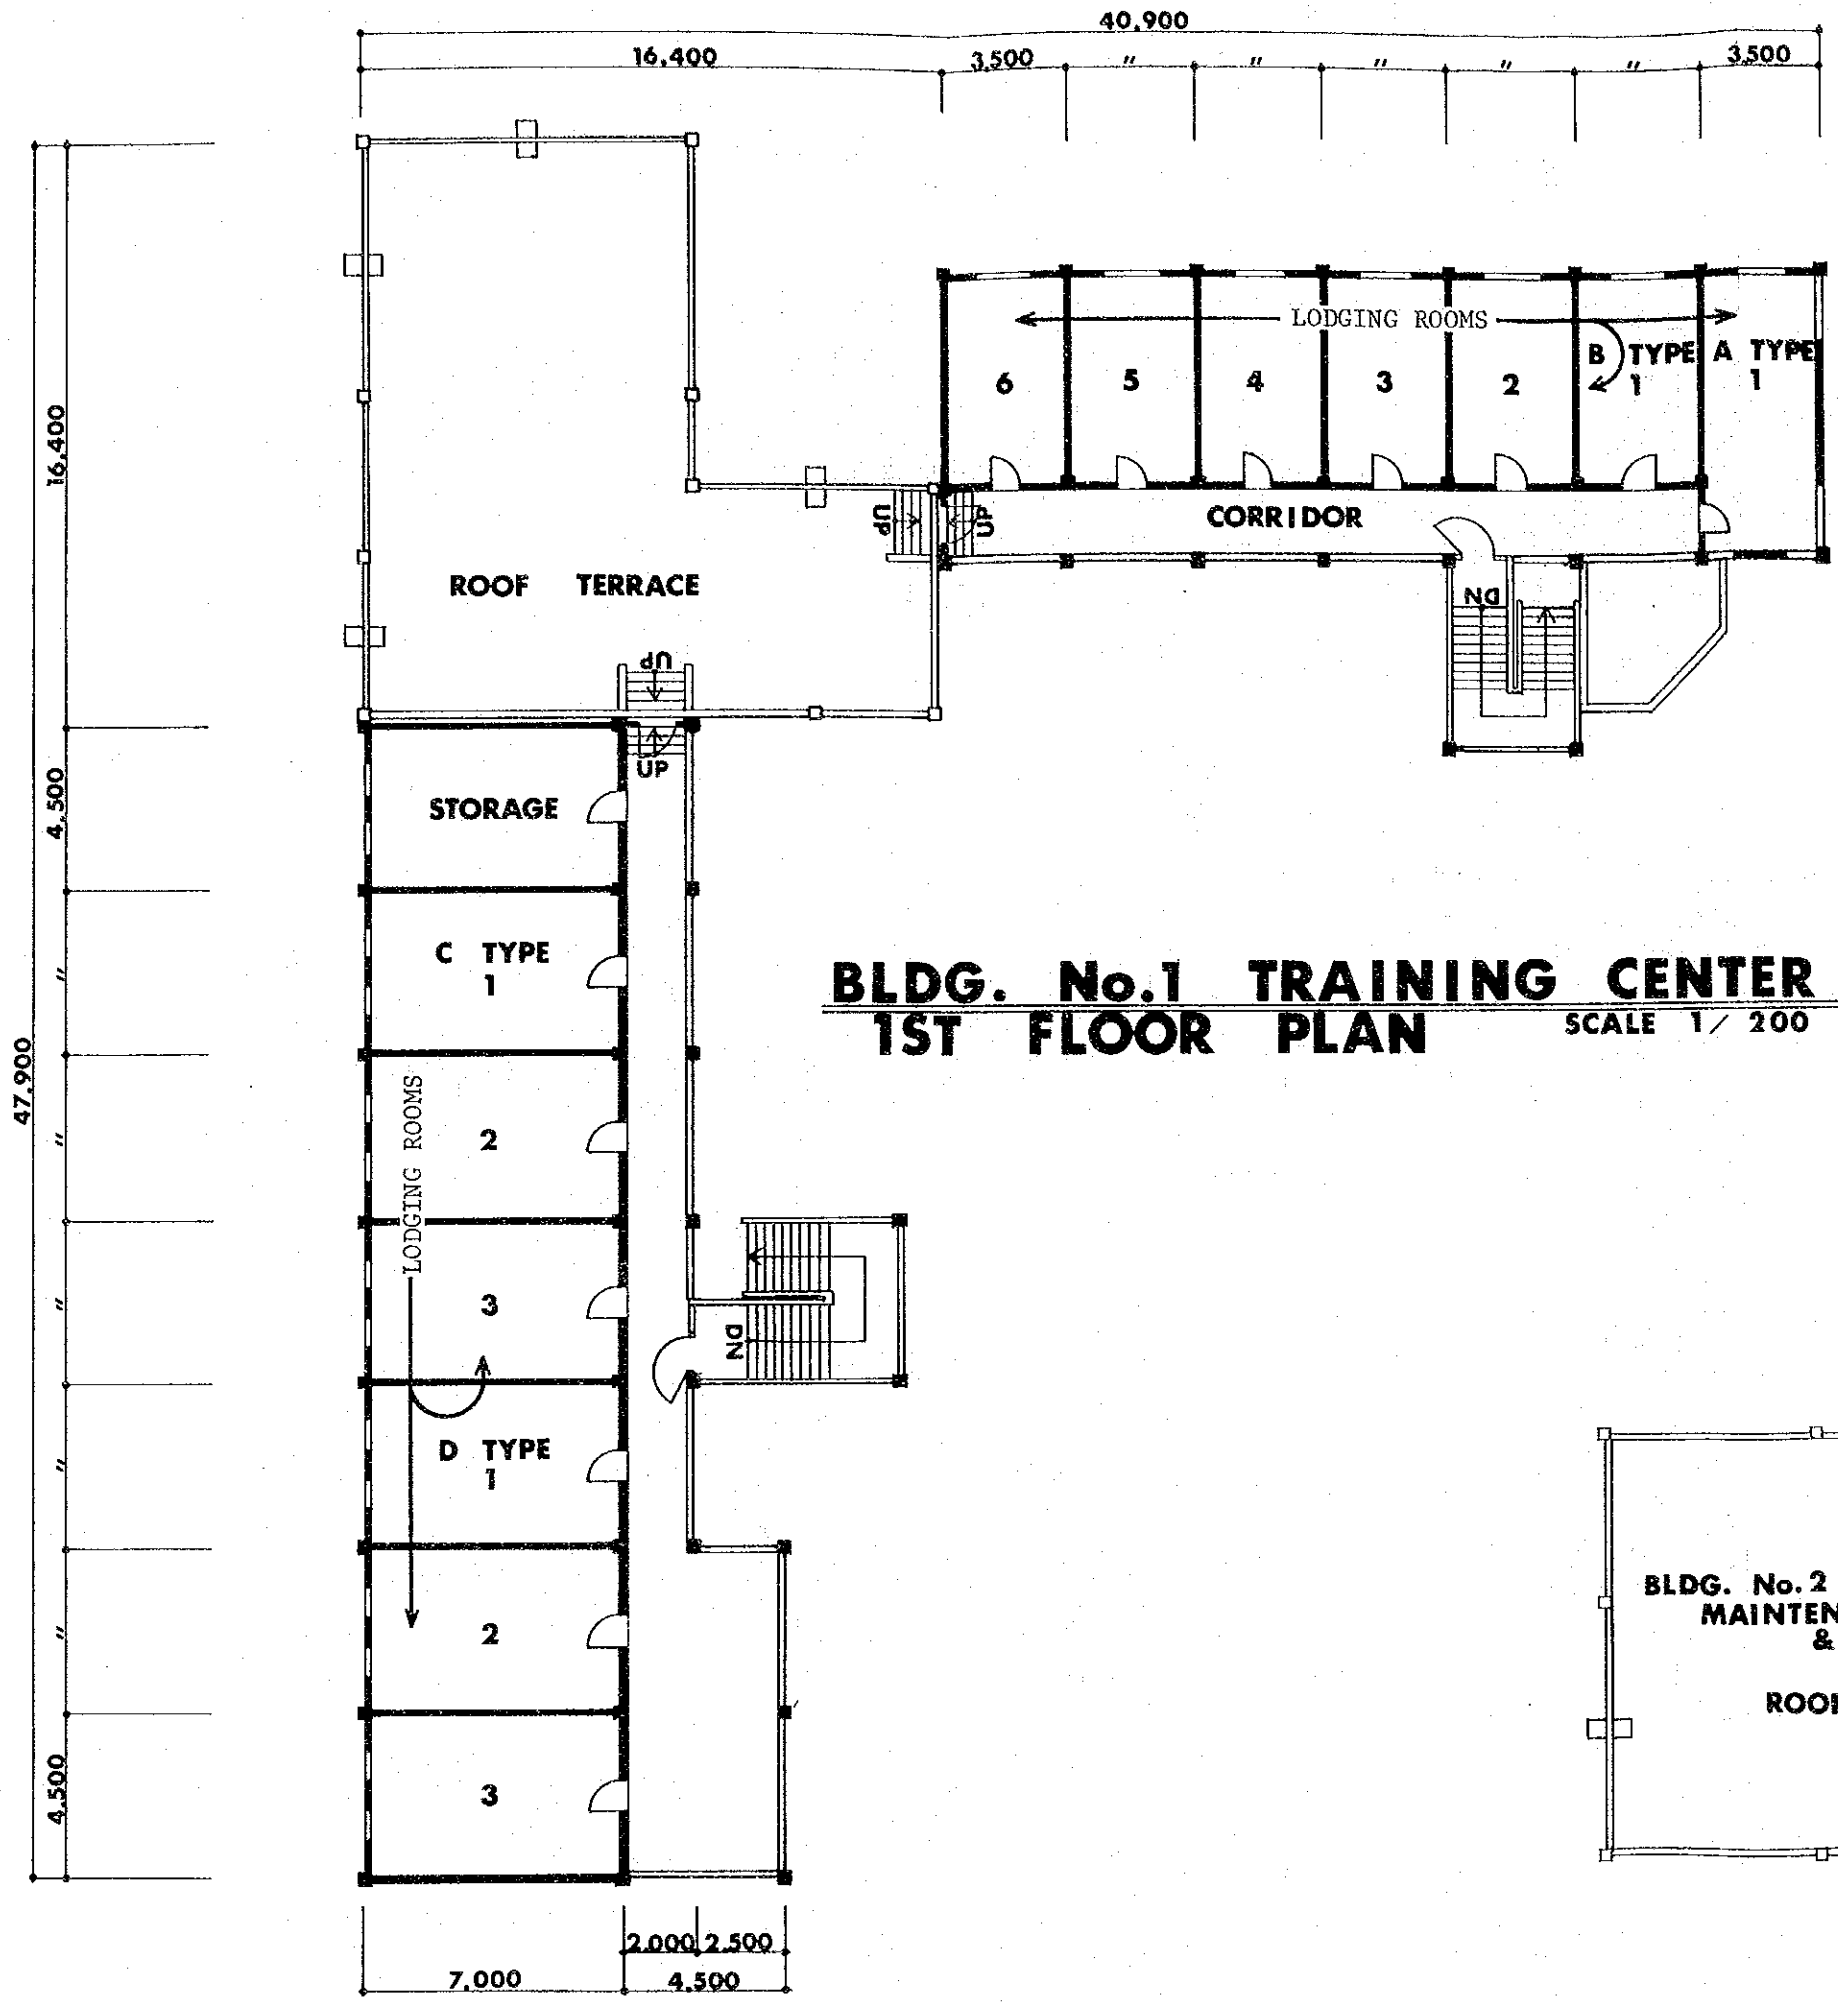 40,900
16,400 3,500 " " " " " 3,500
LODGING ROOMS
B TYPE
1
A TYPE
1
6 5 4 3 2
UP
UP
CORRIDOR
DN
ROOF TERRACE
UP
UP
STORAGE
C TYPE
1
2
LODGING ROOMS
3
DN
D TYPE
1
2
3
16,400
4,500
"
"
"
"
"
4,500
47,900
BLDG. No.1 TRAINING CENTER
1ST FLOOR PLAN SCALE 1/200
BLDG. No. 2
MAINTEN
&
ROO
2,000 2,500
7,000 4,500